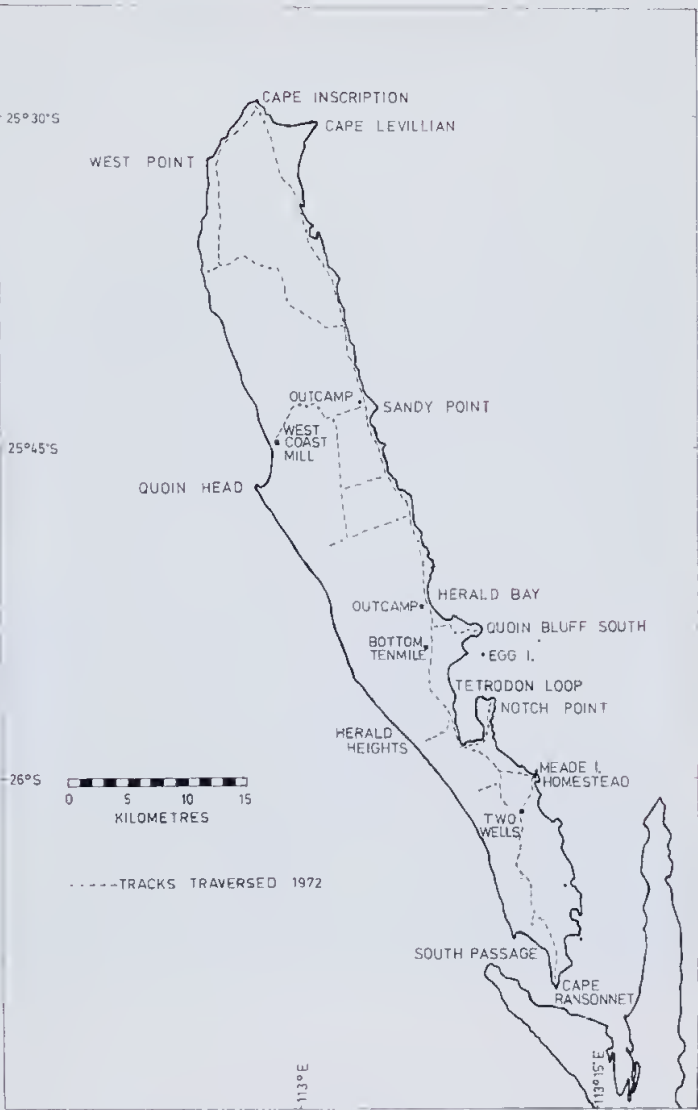 CAPE INSCRIPTION
25°30'S
CAPE LEVILLIAN
WEST POINT
OUTCAMP
SANDY POINT
WEST
COAST
MILL
25°45'S
QUOIN HEAD
HERALD BAY
OUTCAMP
QUOIN BLUFF SOUTH
BOTTOM
TENMILE
EGG I.
TETRODON LOOP
NOTCH POINT
HERALD
HEIGHTS
MEADE I.
HOMESTEAD
26°S
0 5 10 15
KILOMETRES
TWO
WELLS
TRACKS TRAVERSED 1972
SOUTH PASSAGE
CAPE
RANSONNET
113°E
113°15'E